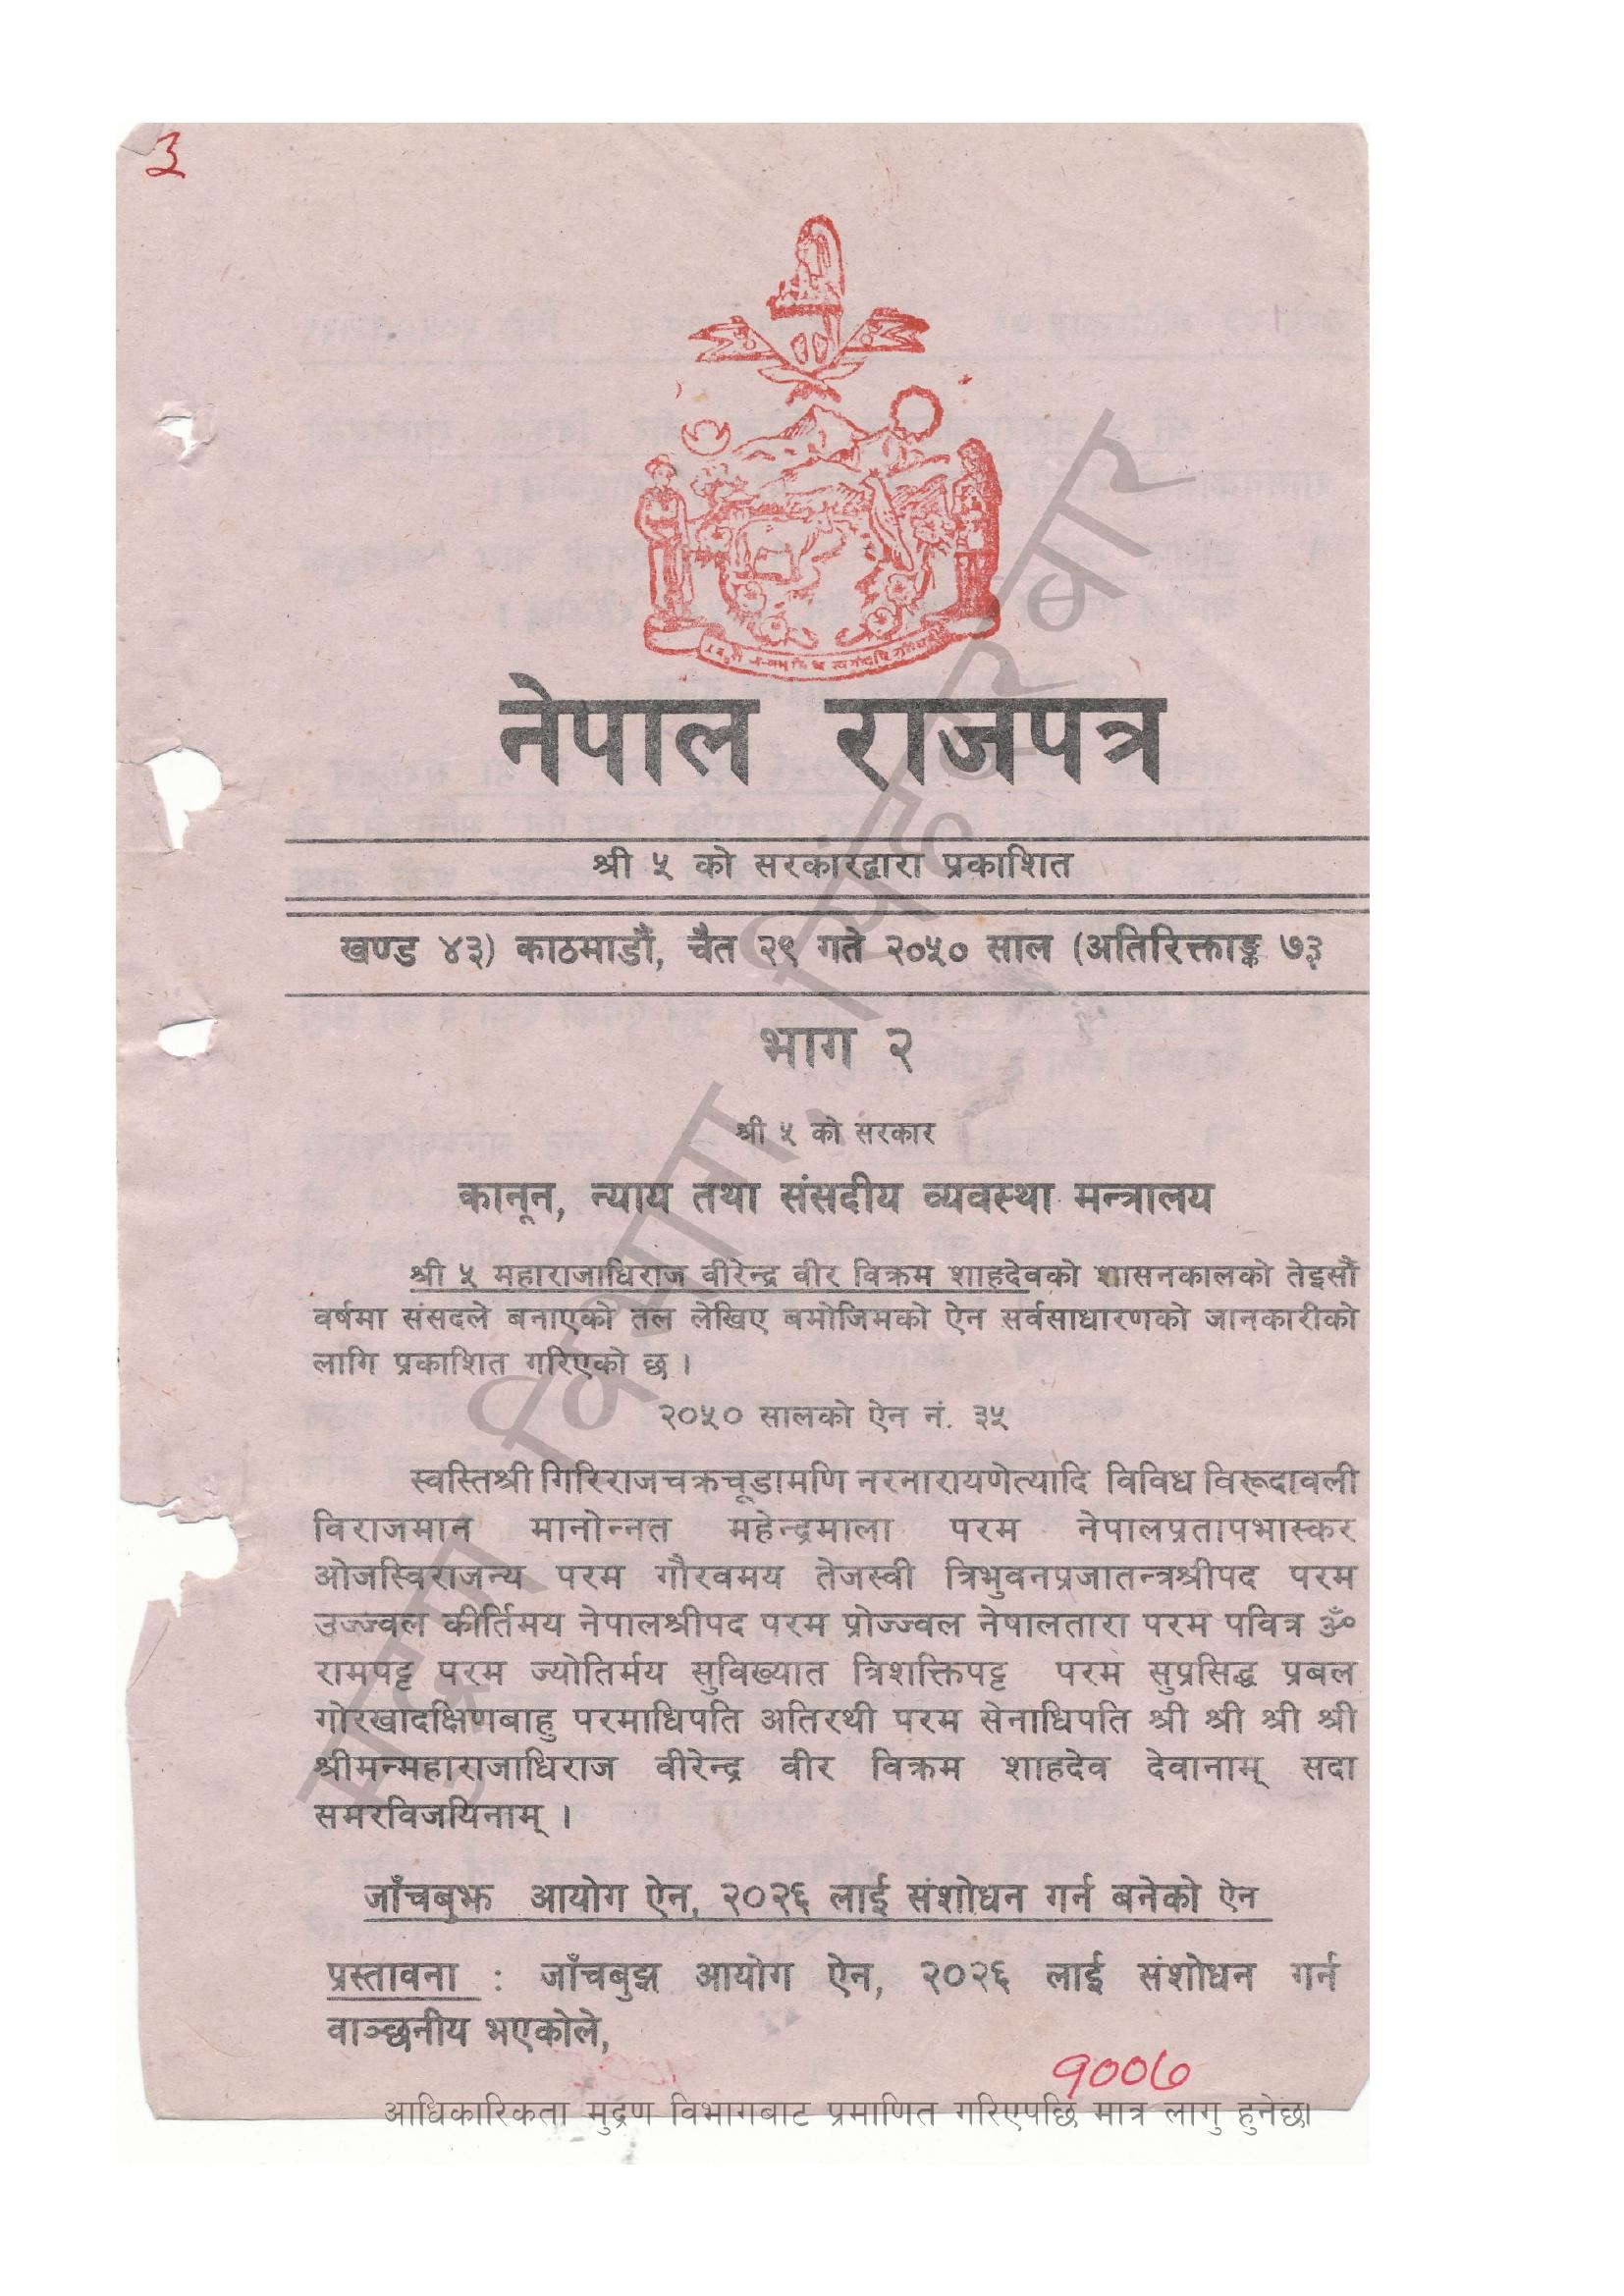 ३
नेपाल राजपत्र
श्री ५ को सरकारद्वारा प्रकाशित
खण्ड ४३) काठमाडौं, चैत २९ गते २०५० साल (अतिरिक्ताङ्क ७३
भाग २
श्री ५ को सरकार
कानून, न्याय तथा संसदीय व्यवस्था मन्त्रालय
श्री ५ महाराजाधिराज वीरेन्द्र वीर विक्रम शाहदेवको शासनकालको तेइसौं
वर्षमा संसदले बनाएको तल लेखिए बमोजिमको ऐन सर्वसाधारणको जानकारीको
लागि प्रकाशित गरिएको छ ।
२०५० सालको ऐन नं. ३५
स्वस्तिश्री गिरिराजचक्रचूडामणि नरनारायणेत्यादि विविध विरूदावली
विराजमान मानोन्नत महेन्द्रमाला परम नेपालप्रतापभास्कर
ओजस्विराजन्य परम गौरवमय तेजस्वी त्रिभुवनप्रजातन्त्रश्रीपद परम
उज्ज्वल कीर्तिमय नेपालश्रीपद परम प्रोज्ज्वल नेपालतारा परम पवित्र ॐ
रामपट्ट परम ज्योतिर्मय सुविख्यात त्रिशक्तिपट्ट परम सुप्रसिद्ध प्रबल
गोरखादक्षिणबाहु परमाधिपति अतिरथी परम सेनाधिपति श्री श्री श्री श्री
श्रीमन्महाराजाधिराज वीरेन्द्र वीर विक्रम शाहदेव देवानाम् सदा
समरविजयिनाम् ।
जाँचबुझ आयोग ऐन, २०२६ लाई संशोधन गर्न बनेको ऐन
प्रस्तावना : जाँचबुझ आयोग ऐन, २०२६ लाई संशोधन गर्न
वाञ्छनीय भएकोले,
१००७
आधिकारिकता मुद्रण विभागबाट प्रमाणित गरिएपछि मात्र लागु हुनेछ।
मुद्रण विभाग, सिंहदरबार